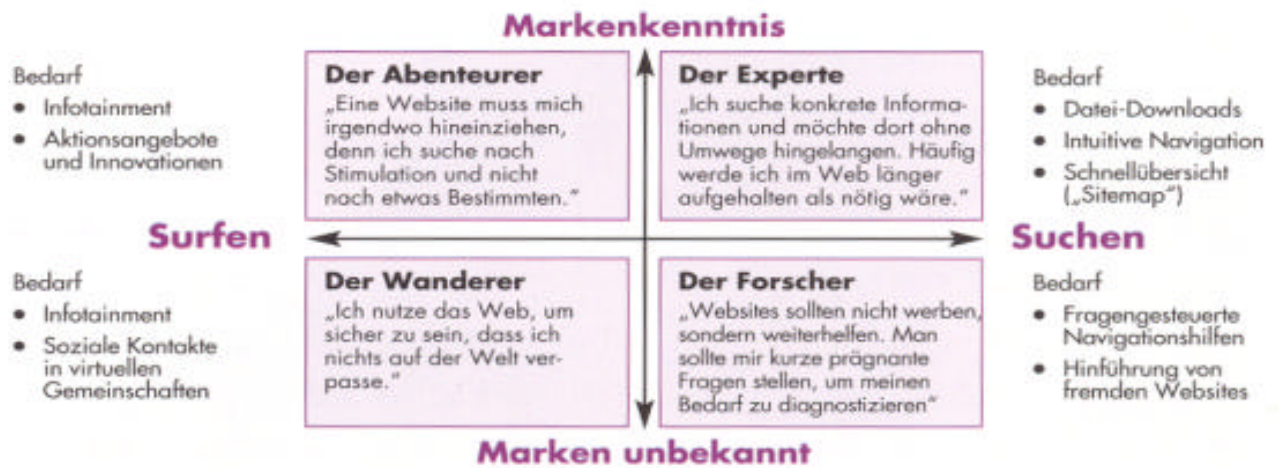 Markenkenntnis
Bedarf
• Infotainment
• Aktionsangebote
und Innovationen
Der Abenteurer
„Eine Website muss mich
irgendwo hineinziehen,
denn ich suche nach
Stimulation und nicht
nach etwas Bestimmten.“
Der Experte
„Ich suche konkrete Informa-
tionen und möchte dort ohne
Umwege hingelangen. Häufig
werde ich im Web länger
aufgehalten als nötig wäre.“
Bedarf
• Datei-Downloads
• Intuitive Navigation
• Schnellübersicht
(„Sitemap“)
Surfen
Suchen
Bedarf
• Infotainment
• Soziale Kontakte
in virtuellen
Gemeinschaften
Der Wanderer
„Ich nutze das Web, um
sicher zu sein, dass ich
nichts auf der Welt ver-
passe.“
Der Forscher
„Websites sollten nicht werben,
sondern weiterhelfen. Man
sollte mir kurze prägnante
Fragen stellen, um meinen
Bedarf zu diagnostizieren“
Bedarf
• Fragengesteuerte
Navigationshilfen
• Hinführung von
fremden Websites
Marken unbekannt